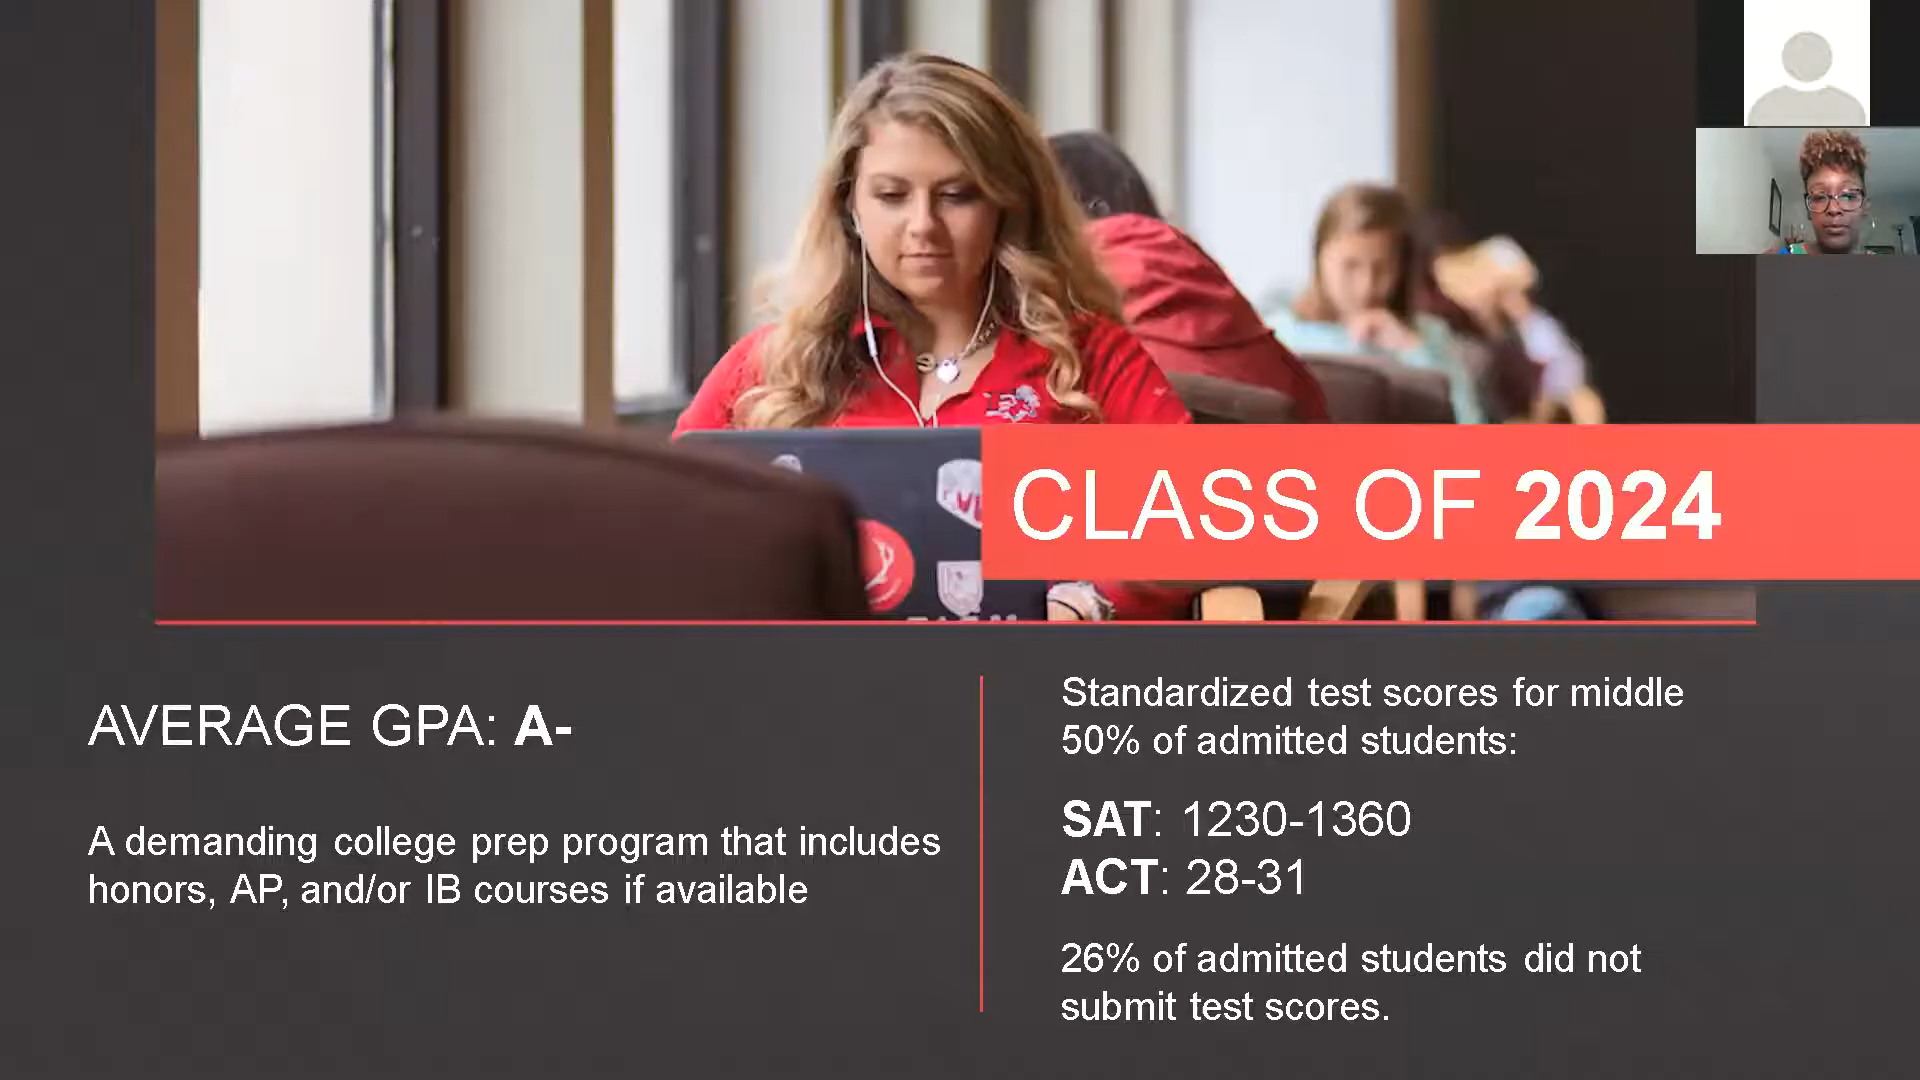 CLASS OF 2024
AVERAGE GPA: A-
A demanding college prep program that includes
honors, AP, and/or IB courses if available
Standardized test scores for middle
50% of admitted students:
SAT: 1230-1360
ACT: 28-31
26% of admitted students did not
submit test scores.